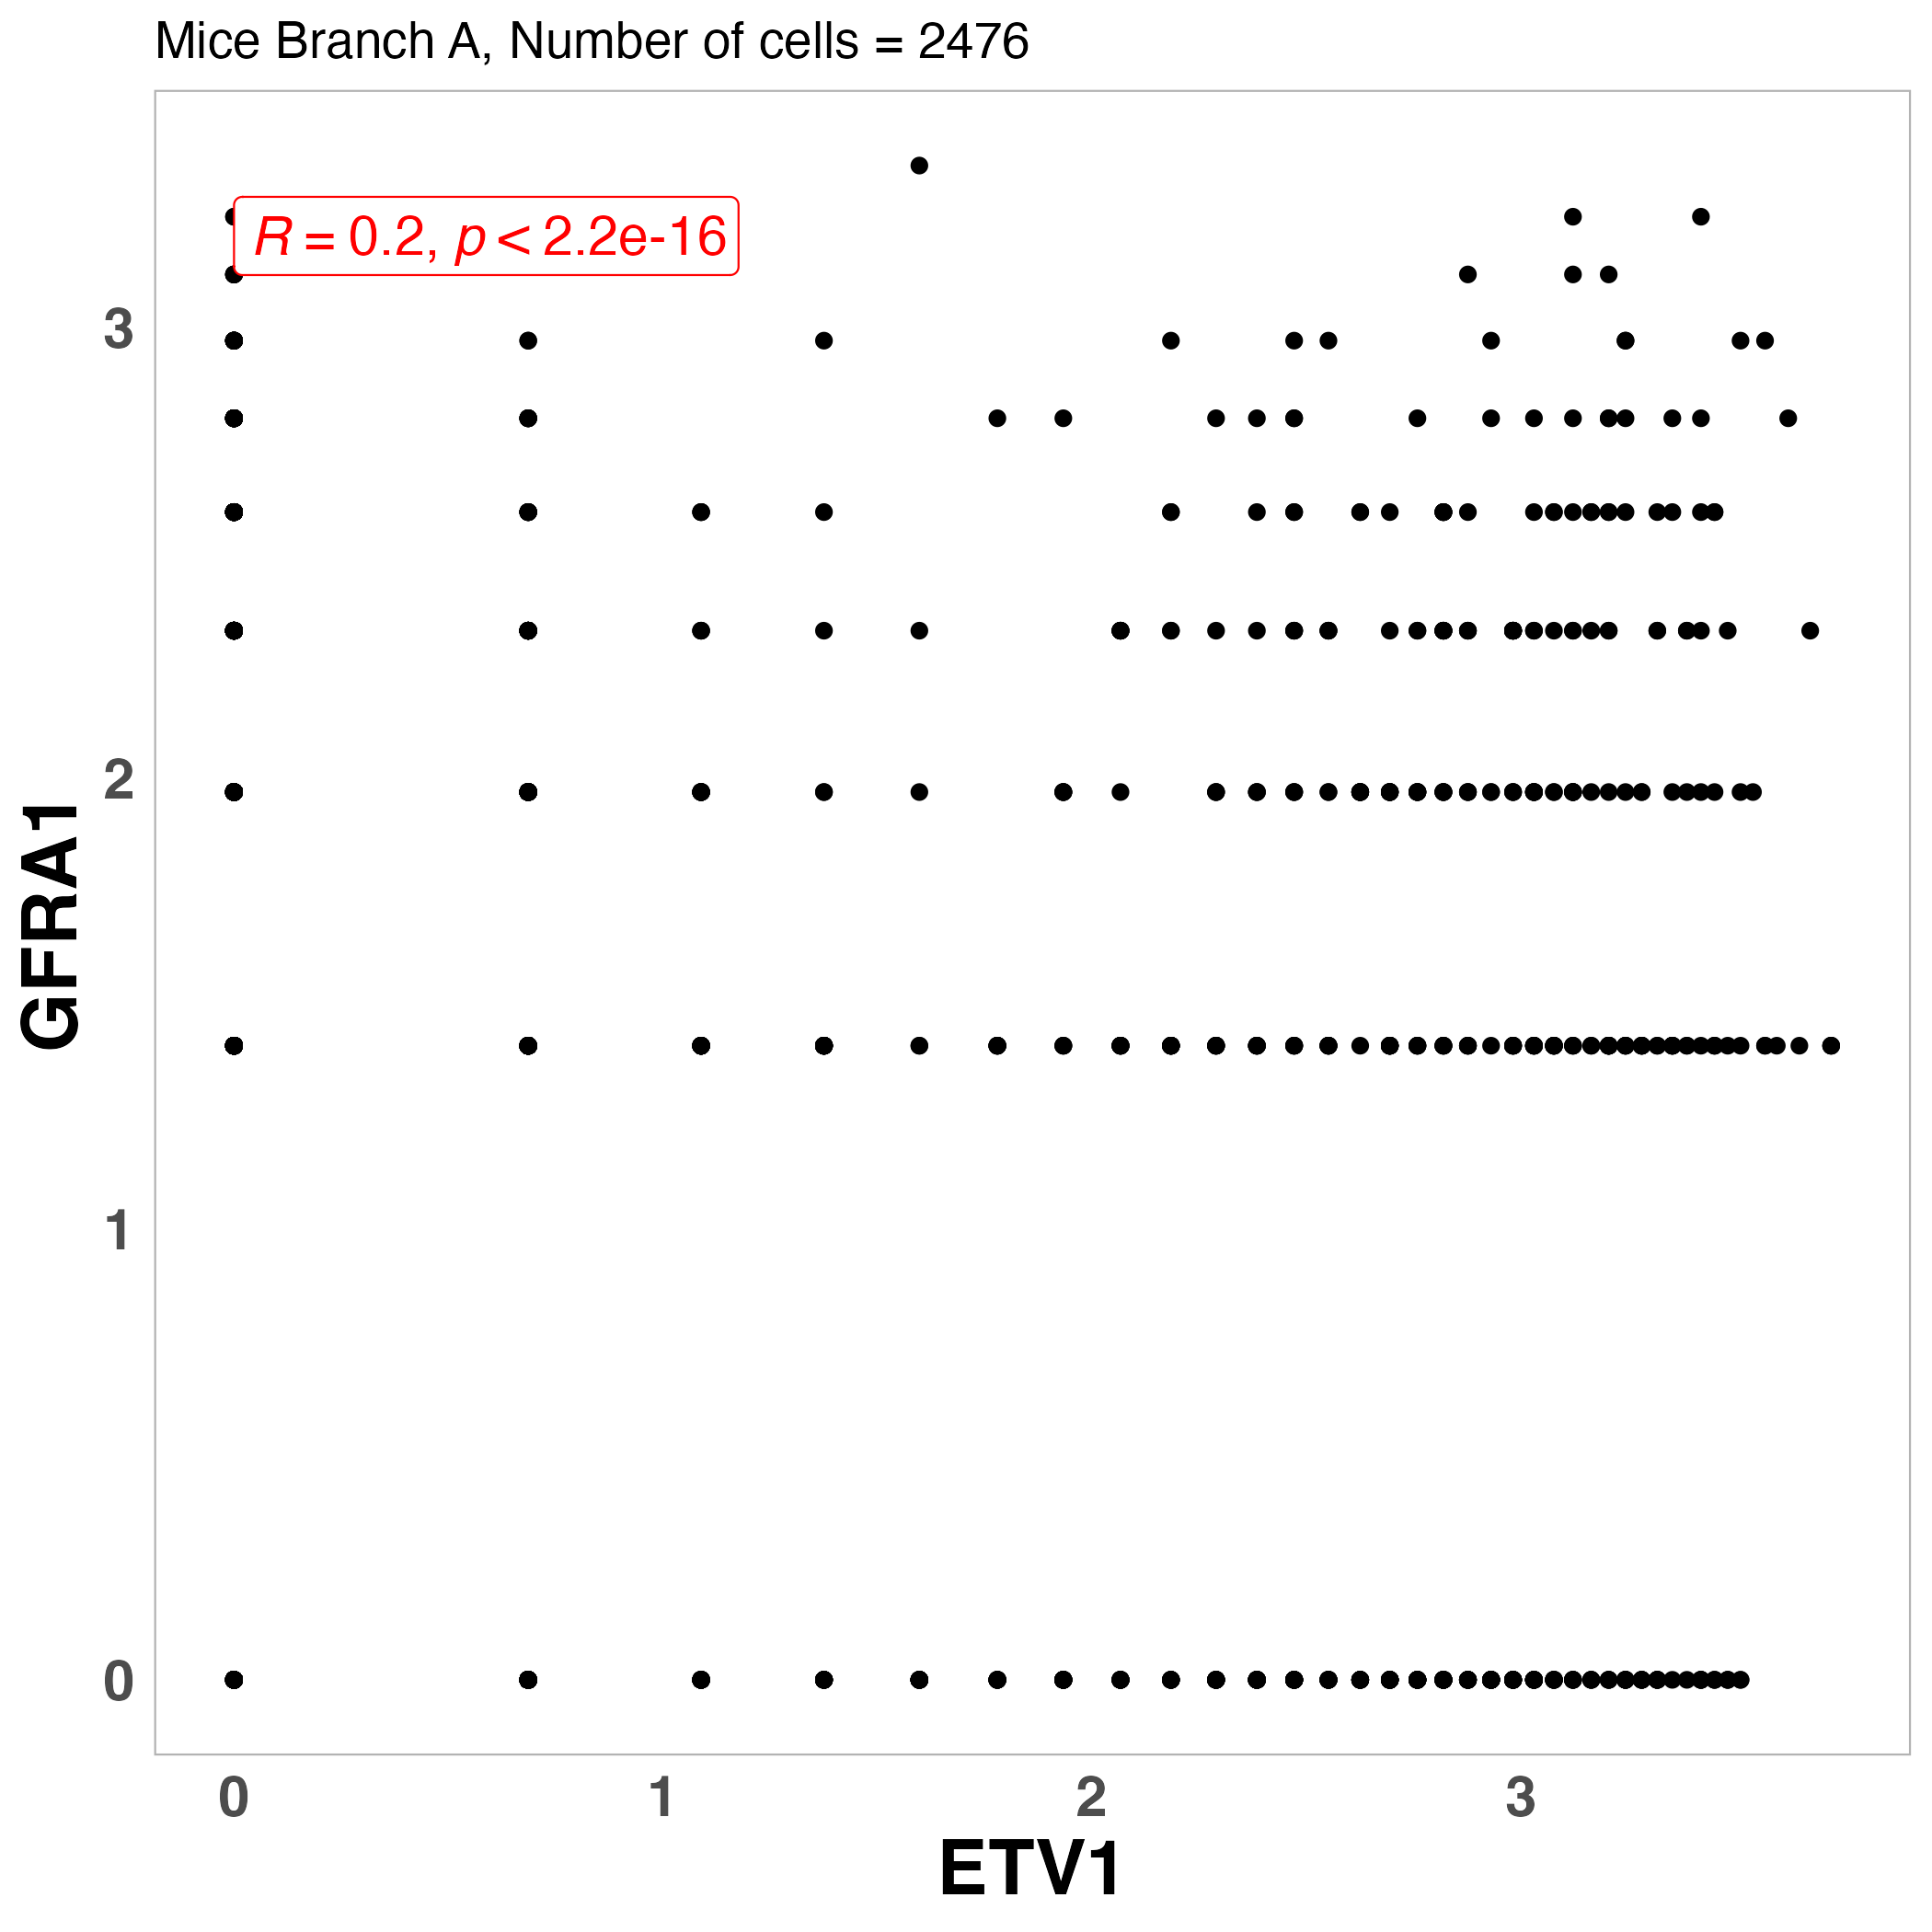 Mice Branch A, Number of cells = 2476
R = 0.2, p < 2.2e-16
3
2
1
0
GFRA1
0 1 2 3
ETV1